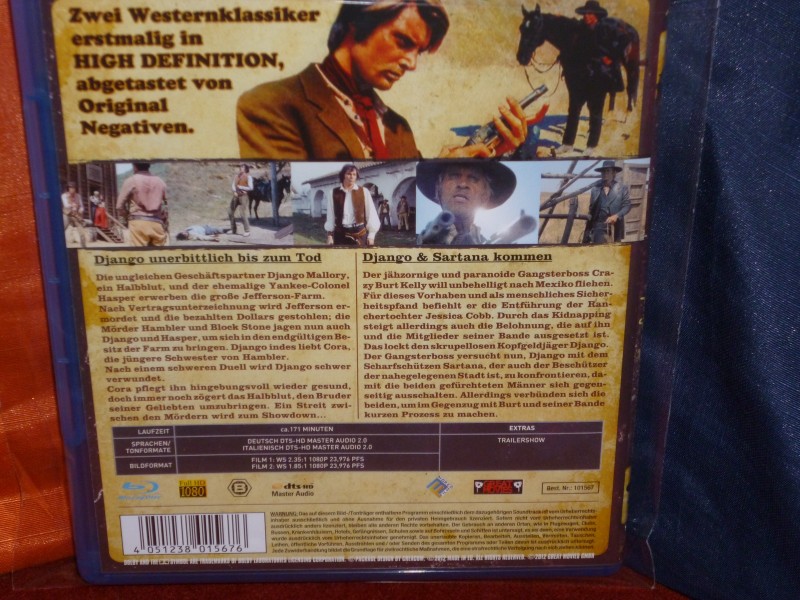 Zwei Westernklassiker
erstmalig in
HIGH DEFINITION,
abgetastet von
Original
Negativen.
Django unerbittlich bis zum Tod
Die ungleichen Geschäftspartner Django Mallory,
ein Halbblut, und der ehemalige Yankee-Colonel
Hasper erwerben die große Jefferson-Farm.
Nach Vertragsunterzeichnung wird Jefferson er-
mordet und die bezahlten Dollars gestohlen; die
Mörder Hambler und Block Stone jagen nun auch
Django und Hasper, um sich in den endgültigen Be-
sitz der Farm zu bringen. Django indes liebt Cora,
die jüngere Schwester von Hambler.
Nach einem schweren Duell wird Django schwer
verwundet.
Cora pflegt ihn hingebungsvoll wieder gesund,
doch immer noch zögert das Halbblut, den Bruder
seiner Geliebten umzubringen. Ein Streit zwi-
schen den Mördern wird zum Showdown...
Django & Sartana kommen
Der jähzornige und paranoide Gangsterboss Cra-
zy Burt Kelly will unbehelligt nach Mexiko fliehen.
Für dieses Vorhaben und als menschliches Sicher-
heitspfand befiehlt er die Entführung der Ran-
chertochter Jessica Cobb. Durch das Kidnapping
steigt allerdings auch die Belohnung, die auf ihn
und die Mitglieder seiner Bande ausgesetzt ist.
Das lockt den skrupellosen Kopfgeldjäger Django.
Der Gangsterboss versucht nun, Django mit dem
Scharfschützen Sartana, der auch der Beschützer
der nahegelegenen Stadt ist, zu konfrontieren, da-
mit die beiden gefürchteten Männer sich gegen-
seitig ausschalten. Allerdings verbünden sich die
beiden, um im Gegenzug mit Burt und seiner Bande
kurzen Prozess zu machen.
LAUFZEIT ca.171 MINUTEN EXTRAS
SPRACHEN/ TONFORMATE DEUTSCH DTS-HD MASTER AUDIO 2.0 TRAILERSHOW
ITALIENISCH DTS-HD MASTER AUDIO 2.0
BILDFORMAT FILM 1: WS 2.35:1 1080P 23,976 PFS
FILM 2: WS 1.85:1 1080P 23,976 PFS
Blu-ray Disc
Full HD 1080
B
dts HD
Master Audio
GREAT MOVIES
Best. Nr.: 101567
4 051238 015676